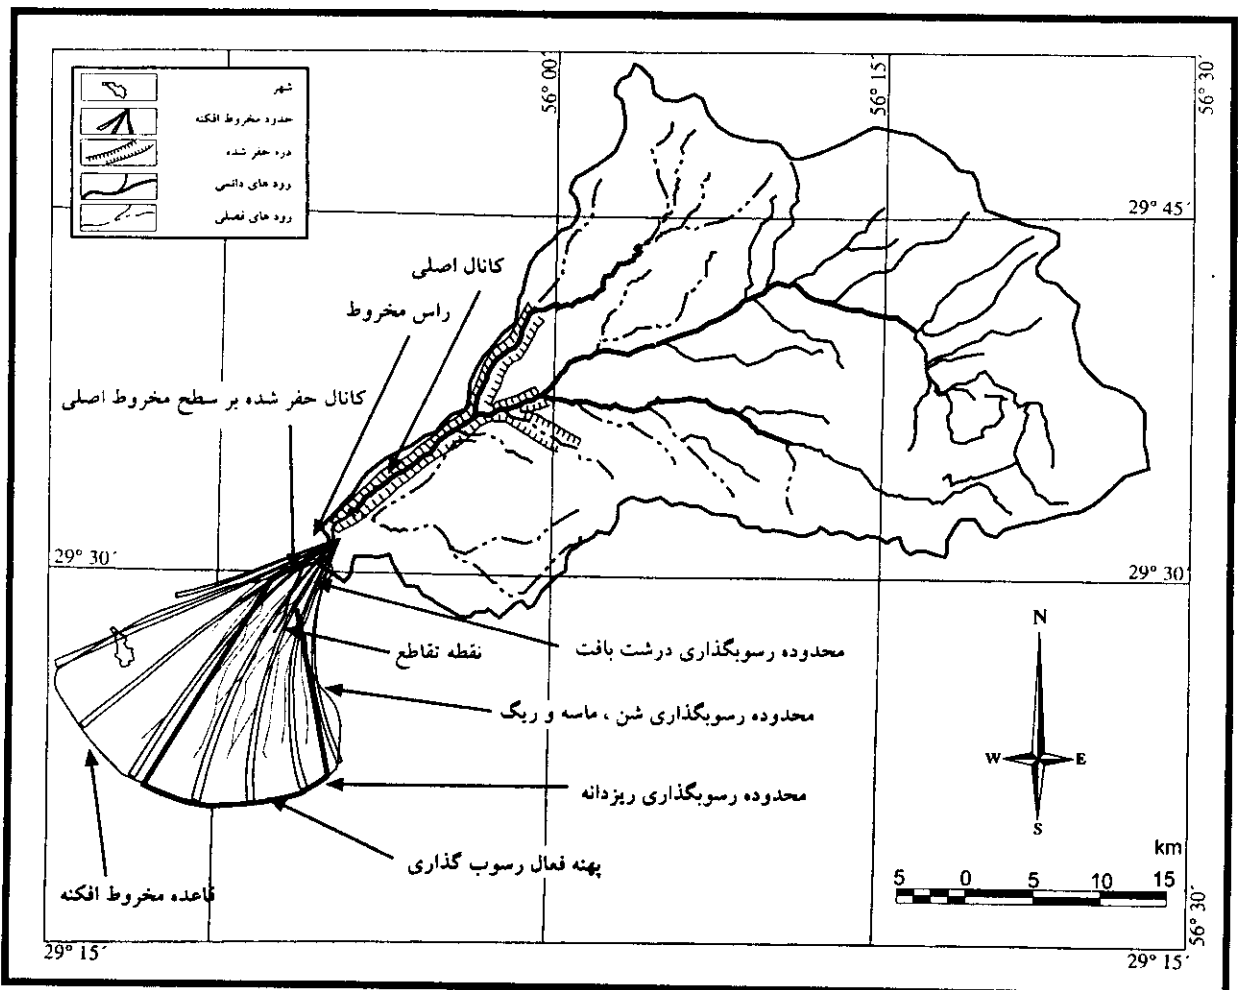 شهر
حدود مخروط افکنه
دره حفر شده
رود های دائمی
رود های فصلی
56° 00´
56° 15´
56° 30´
29° 45´
کانال اصلی
راس مخروط
کانال حفر شده بر سطح مخروط اصلی
29° 30´
29° 30´
نقطه تقاطع
محدوده رسوبگذاری درشت بافت
محدوده رسوبگذاری شن ، ماسه و ریگ
محدوده رسوبگذاری ریزدانه
پهنه فعال رسوب گذاری
قاعده مخروط افکنه
N
W
E
S
km
5 0 5 10 15
56° 30´
29° 15´
29° 15´